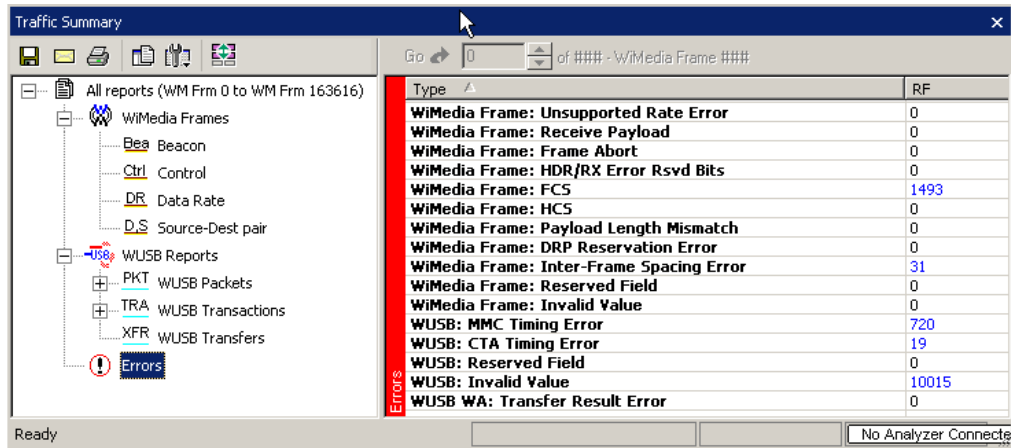 Traffic Summary
Go 0 of ### - WiMedia Frame ###
All reports (WM Frm 0 to WM Frm 163616)
WiMedia Frames
Bea Beacon
Ctrl Control
DR Data Rate
D,S Source-Dest pair
USB WUSB Reports
PKT WUSB Packets
TRA WUSB Transactions
XFR WUSB Transfers
Errors
Errors
Type RF
WiMedia Frame: Unsupported Rate Error 0
WiMedia Frame: Receive Payload 0
WiMedia Frame: Frame Abort 0
WiMedia Frame: HDR/RX Error Rsvd Bits 0
WiMedia Frame: FCS 1493
WiMedia Frame: HCS 0
WiMedia Frame: Payload Length Mismatch 0
WiMedia Frame: DRP Reservation Error 0
WiMedia Frame: Inter-Frame Spacing Error 31
WiMedia Frame: Reserved Field 0
WiMedia Frame: Invalid Value 0
WUSB: MMC Timing Error 720
WUSB: CTA Timing Error 19
WUSB: Reserved Field 0
WUSB: Invalid Value 10015
WUSB WA: Transfer Result Error 0
Ready
No Analyzer Connecte